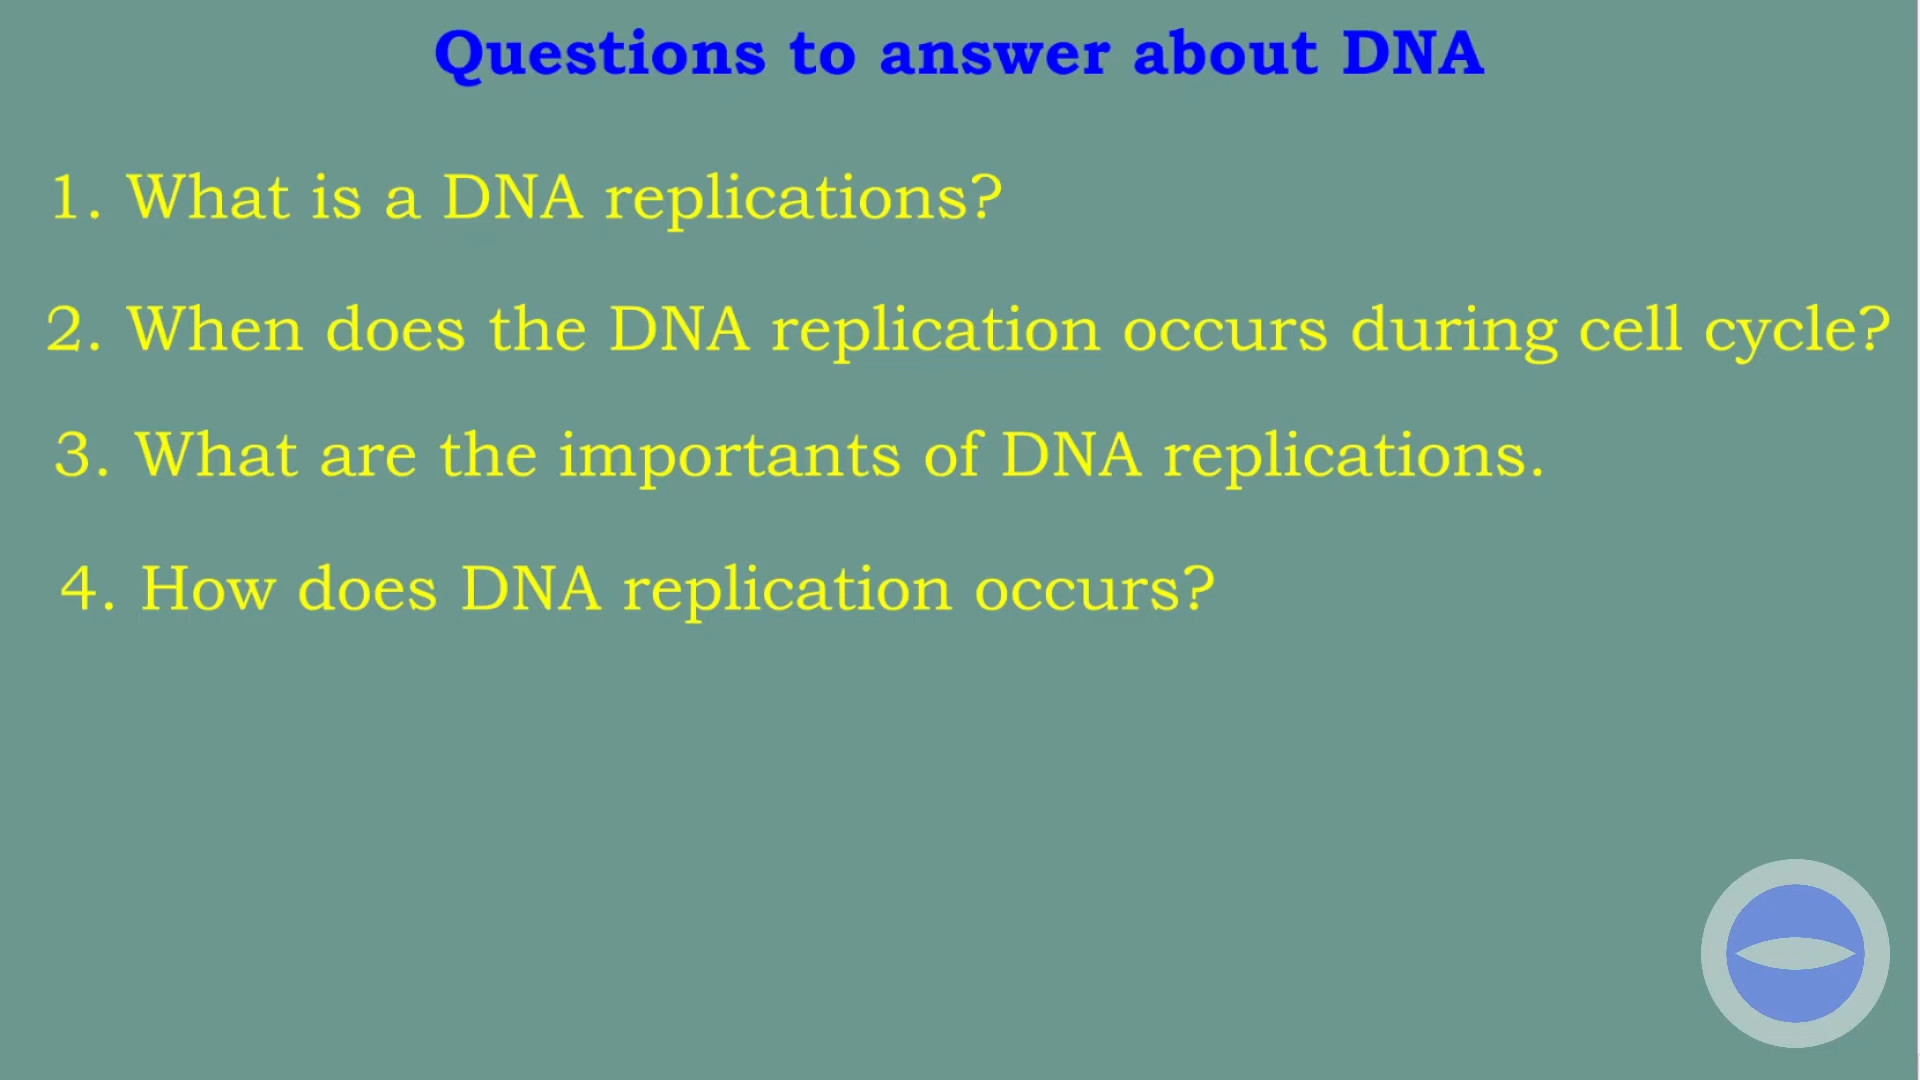 Questions to answer about DNA
1. What is a DNA replications?
2. When does the DNA replication occurs during cell cycle?
3. What are the importants of DNA replications.
4. How does DNA replication occurs?